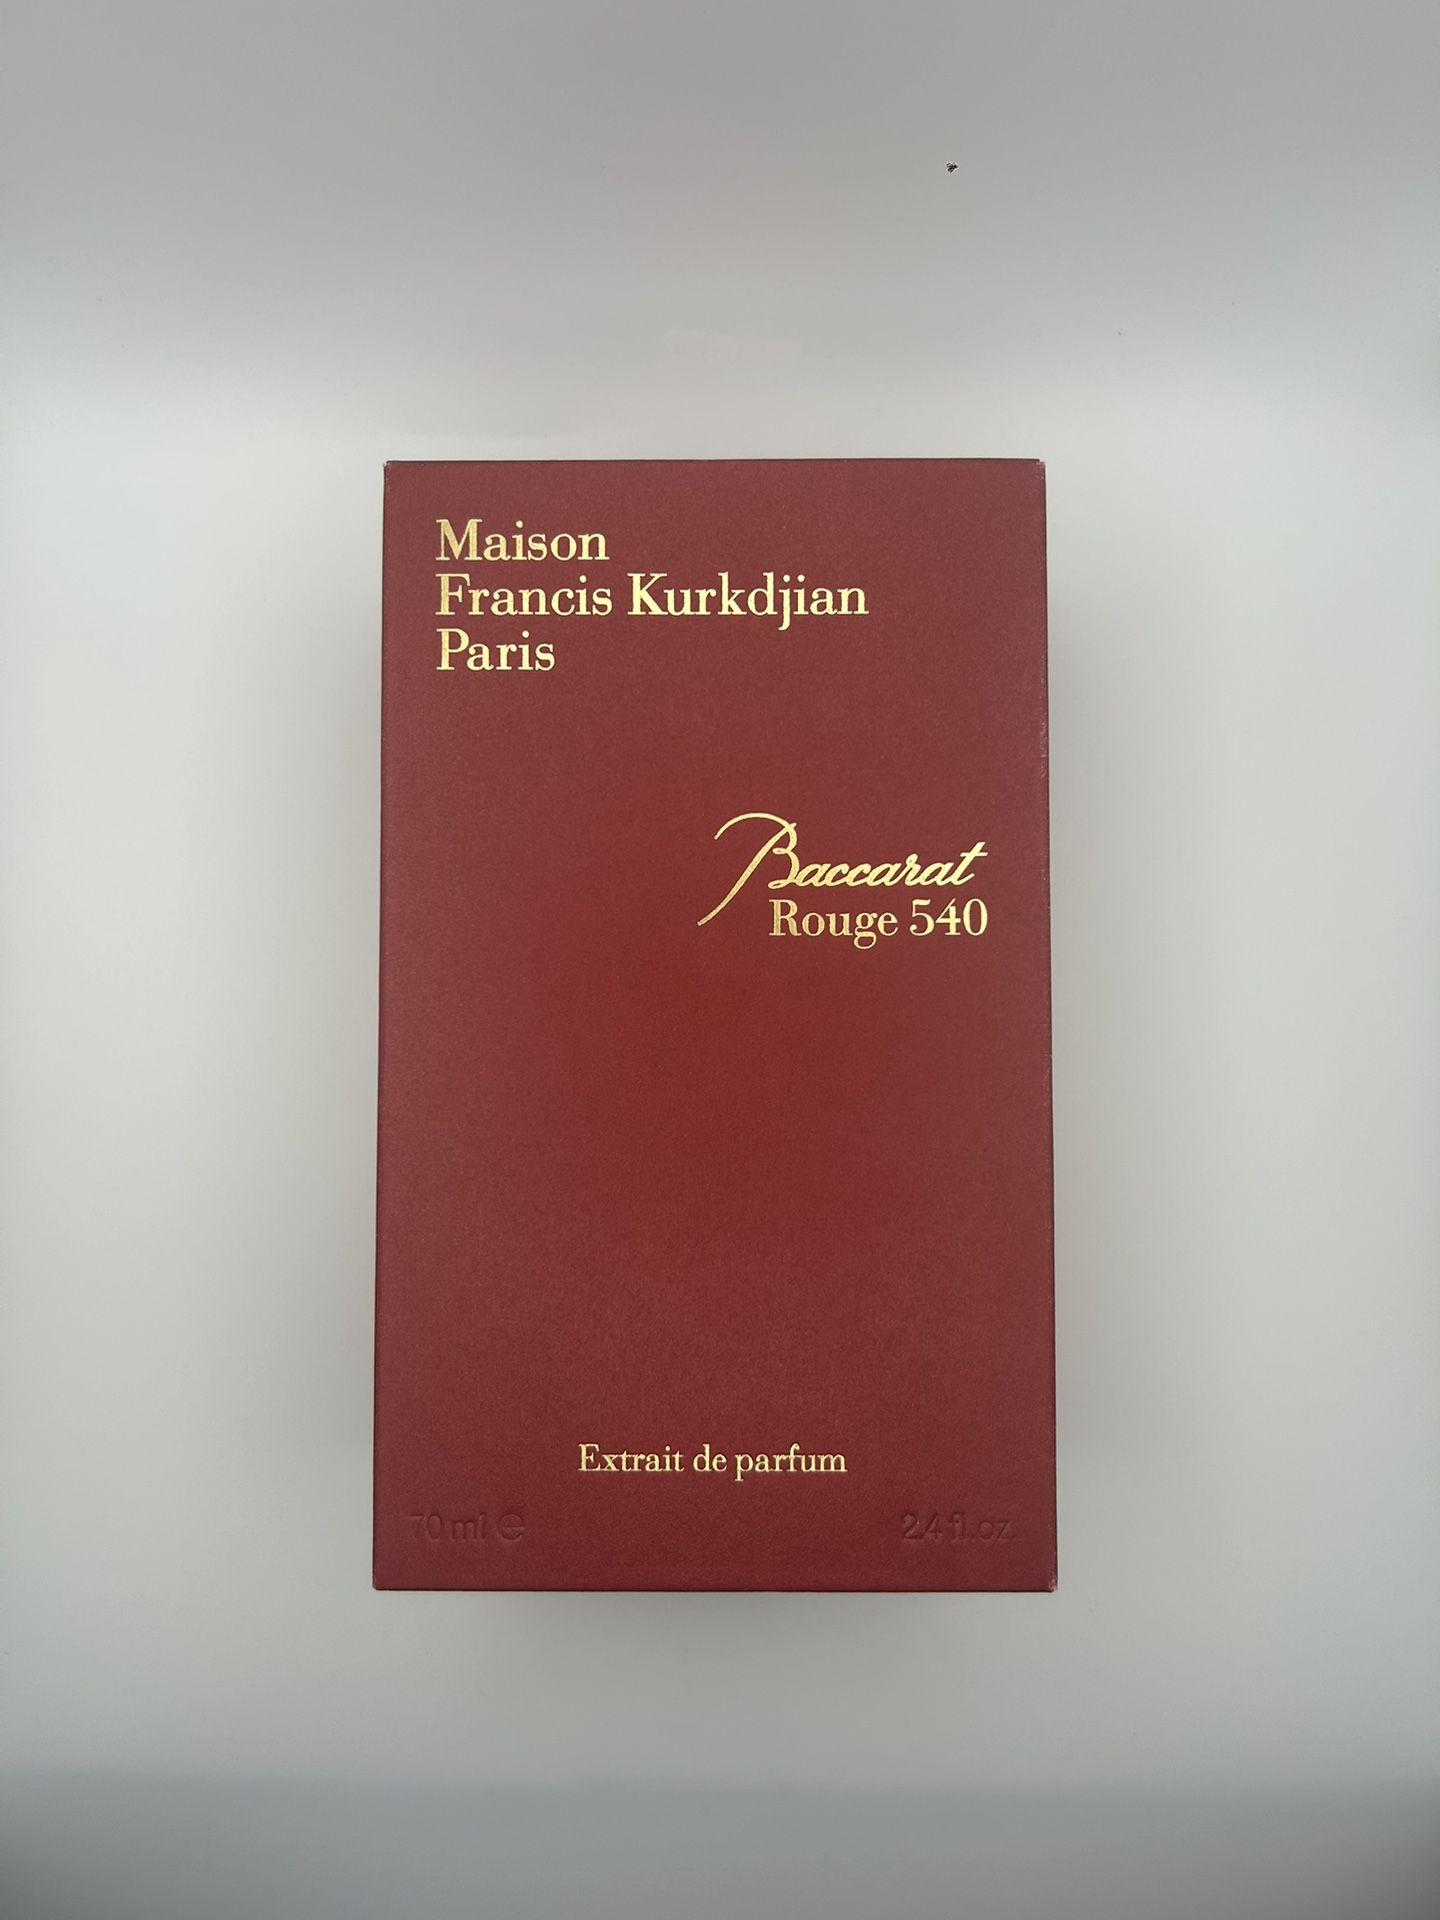 Maison
Francis Kurkdjian
Paris
Baccarat
Rouge 540
Extrait de parfum
70 ml ℮ 2.4 fl.oz